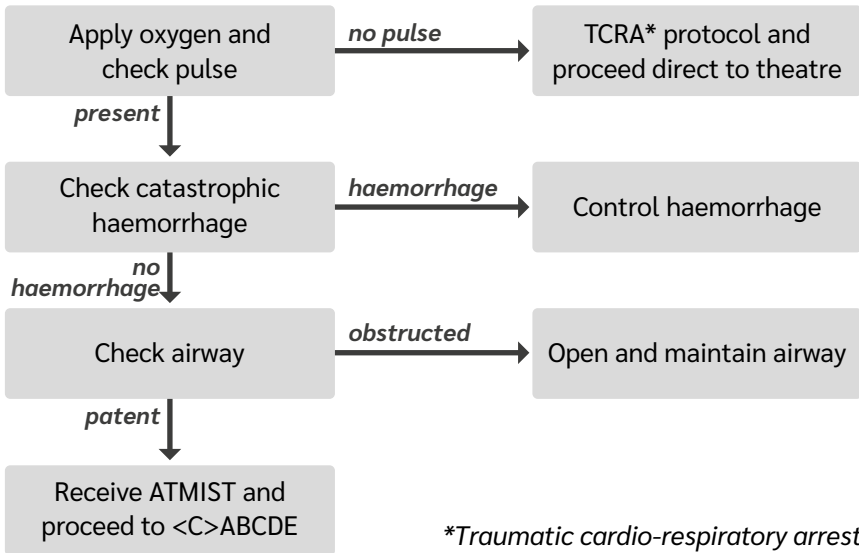 Apply oxygen and
check pulse
no pulse
TCRA* protocol and
proceed direct to theatre
present
Check catastrophic
haemorrhage
haemorrhage
Control haemorrhage
no
haemorrhage
Check airway
obstructed
Open and maintain airway
patent
Receive ATMIST and
proceed to <C>ABCDE
*Traumatic cardio-respiratory arrest